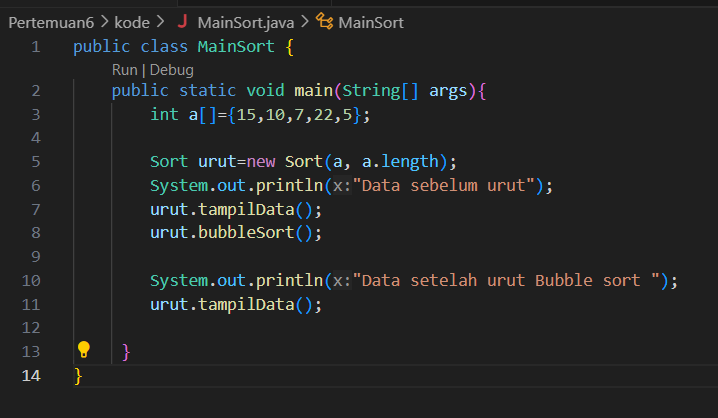 Pertemuan6 > kode > J MainSort.java > MainSort
1 public class MainSort {
Run | Debug
2 public static void main(String[] args){
3 int a[]={15,10,7,22,5};
4
5 Sort urut=new Sort(a, a.length);
6 System.out.println(x:"Data sebelum urut");
7 urut.tampilData();
8 urut.bubbleSort();
9
10 System.out.println(x:"Data setelah urut Bubble sort ");
11 urut.tampilData();
12
13 }
14 }